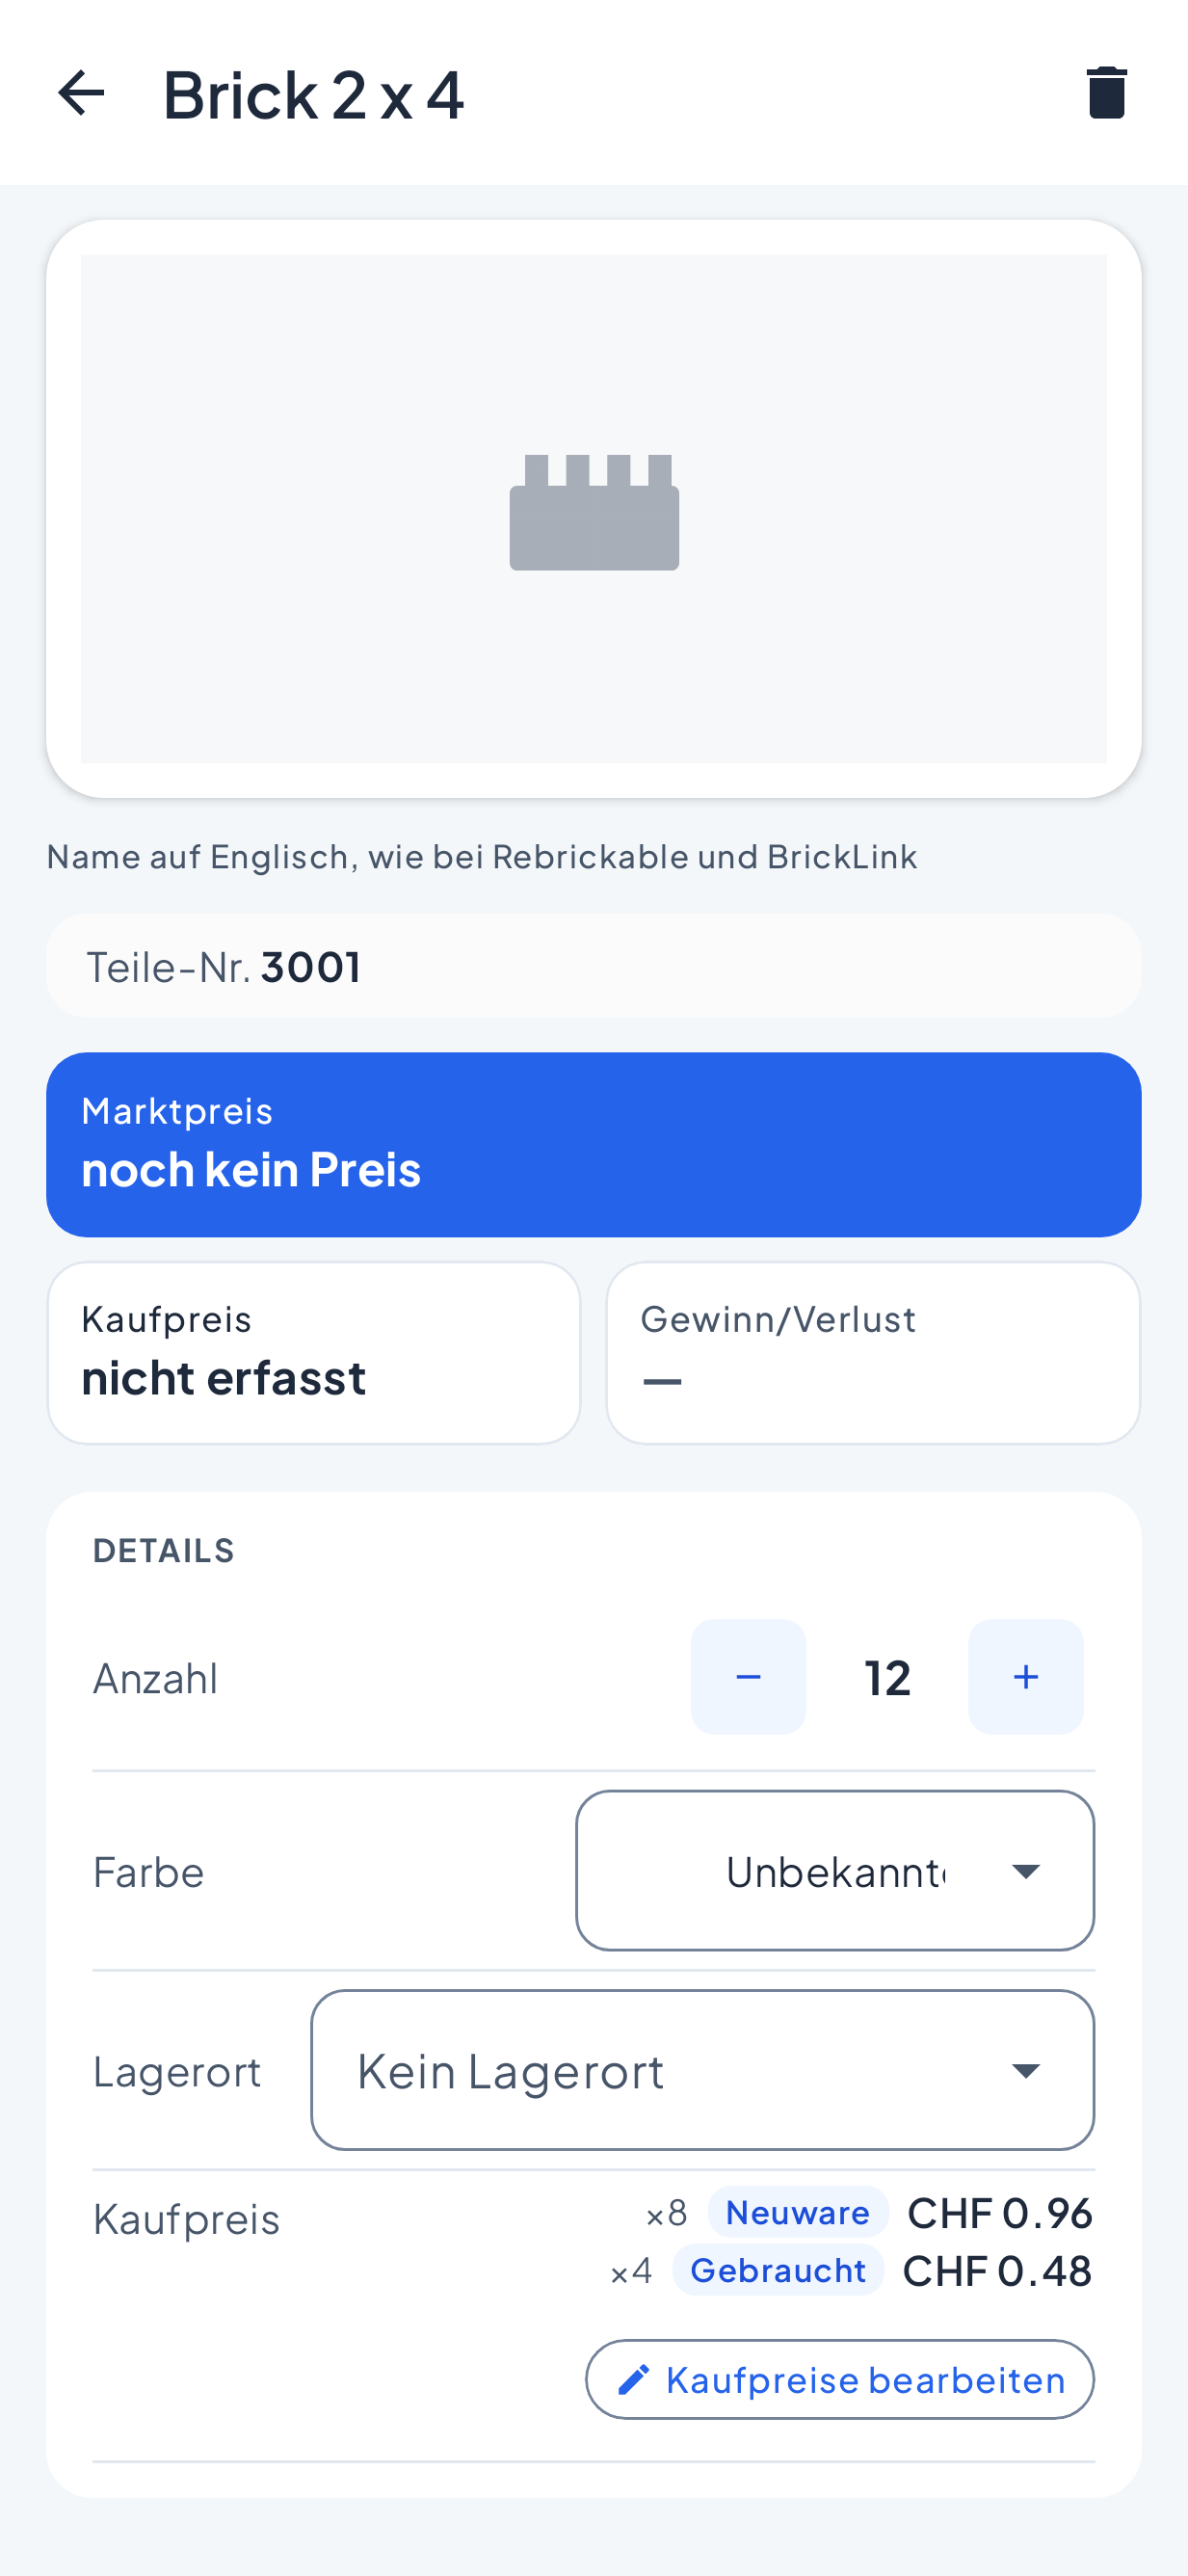 Brick 2 x 4
Name auf Englisch, wie bei Rebrickable und BrickLink
Teile-Nr. 3001
Marktpreis
noch kein Preis
Kaufpreis
nicht erfasst
Gewinn/Verlust
—
DETAILS
Anzahl
− 12 +
Farbe
Unbekannt
Lagerort
Kein Lagerort
Kaufpreis
×8 Neuware CHF 0.96
×4 Gebraucht CHF 0.48
Kaufpreise bearbeiten